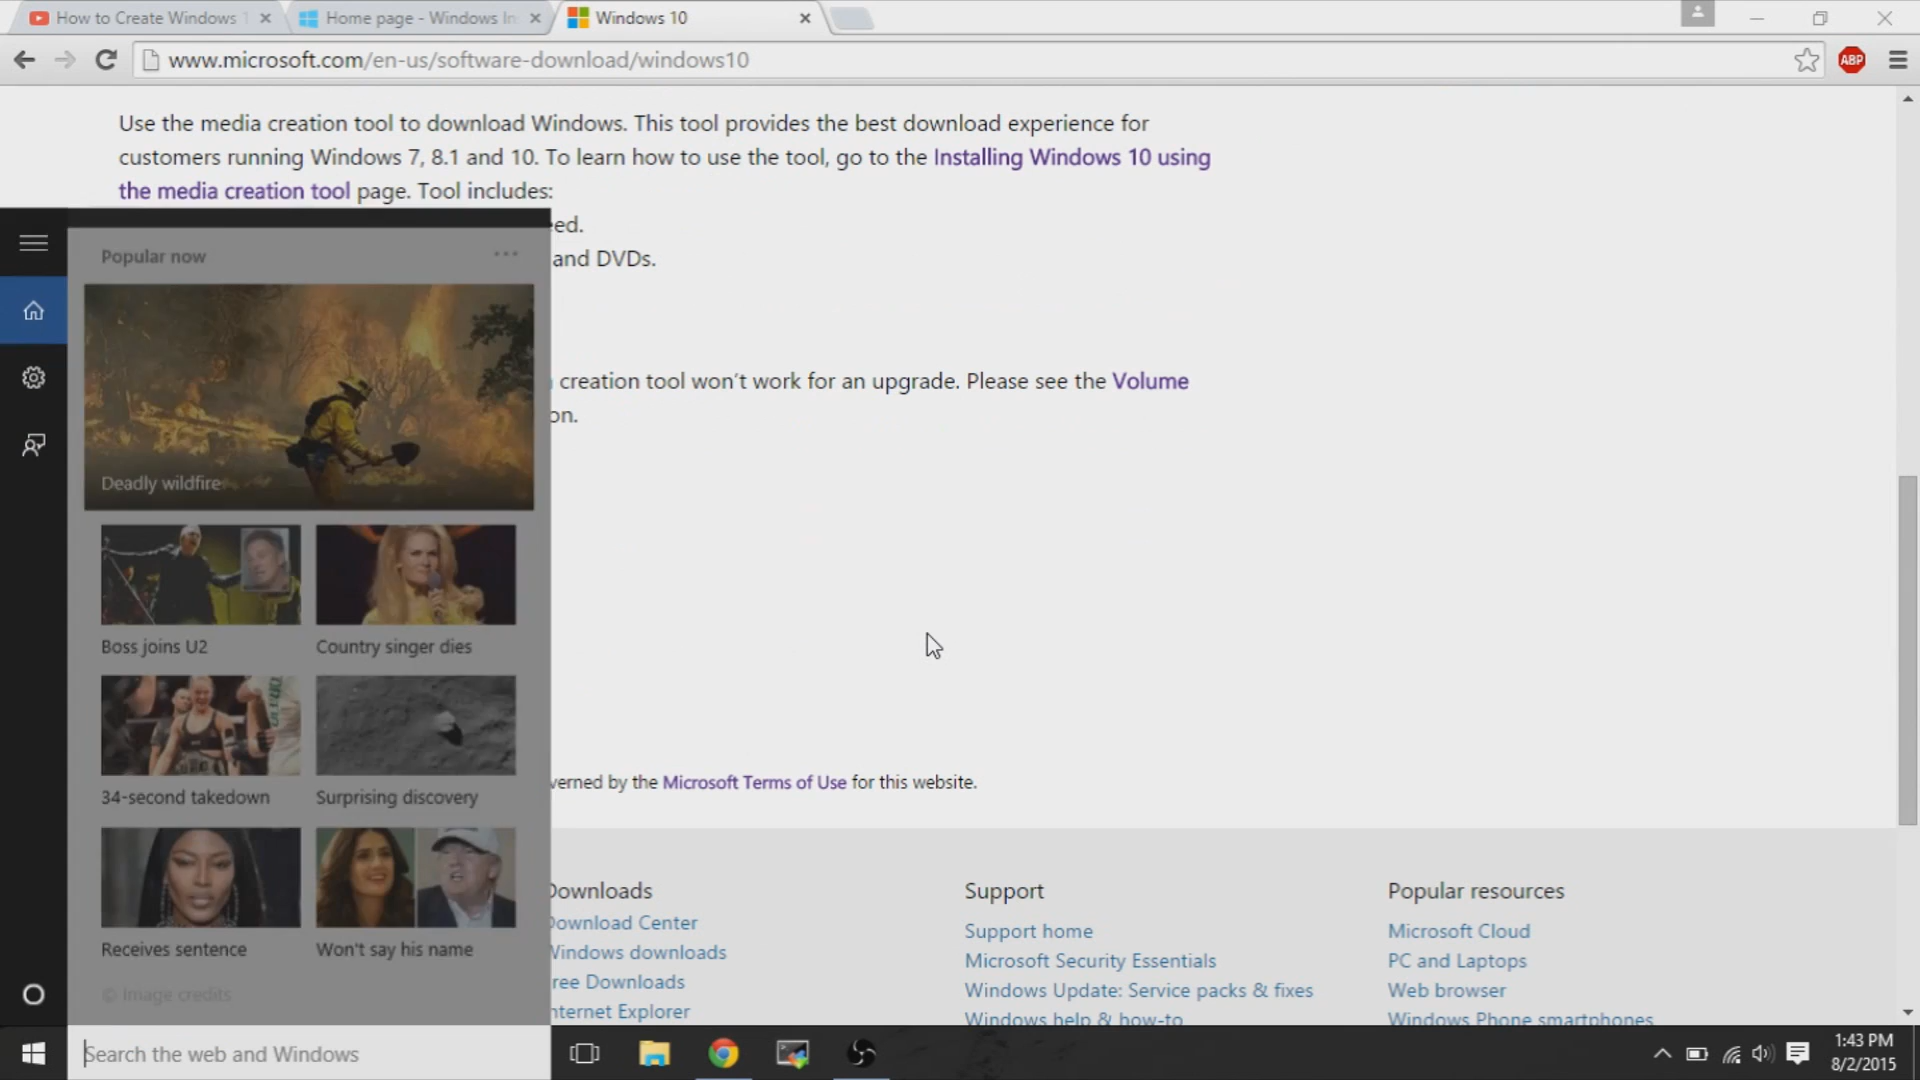 How to Create Windows 1
Home page - Windows In
Windows 10
www.microsoft.com/en-us/software-download/windows10
ABP
Use the media creation tool to download Windows. This tool provides the best download experience for
customers running Windows 7, 8.1 and 10. To learn how to use the tool, go to the Installing Windows 10 using
the media creation tool page. Tool includes:
eed.
and DVDs.
creation tool won't work for an upgrade. Please see the Volume
on.
Popular now
Deadly wildfire
Boss joins U2
Country singer dies
34-second takedown
Surprising discovery
Receives sentence
Won't say his name
© Image credits
verned by the Microsoft Terms of Use for this website.
Downloads
Download Center
Windows downloads
ree Downloads
nternet Explorer
Support
Support home
Microsoft Security Essentials
Windows Update: Service packs & fixes
Windows help & how-to
Popular resources
Microsoft Cloud
PC and Laptops
Web browser
Windows Phone smartphones
Search the web and Windows
1:43 PM
8/2/2015